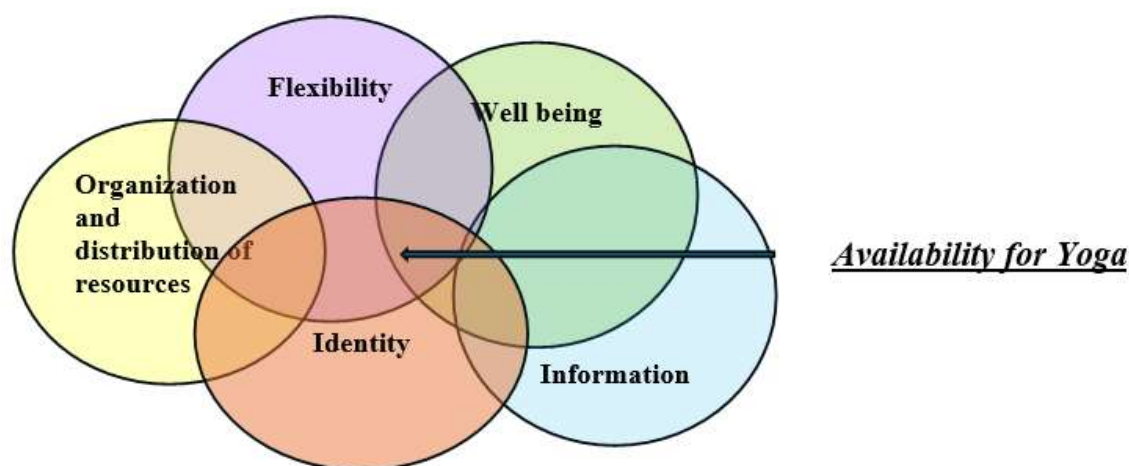 Flexibility
Well being
Organization
and
distribution of
resources
Availability for Yoga
Identity
Information